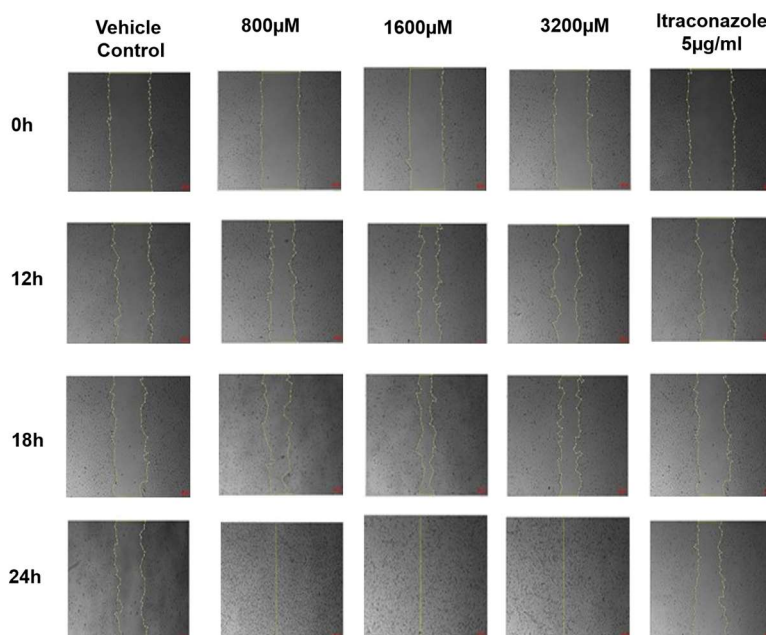 Vehicle
Control
800µM
1600µM
3200µM
Itraconazole
5µg/ml
0h
12h
18h
24h